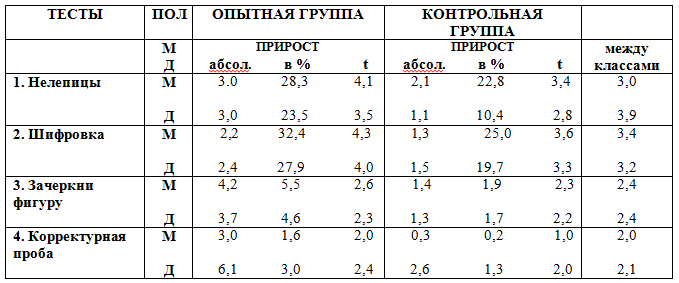 ТЕСТЫ ПОЛ ОПЫТНАЯ ГРУППА КОНТРОЛЬНАЯ
ГРУППА
М ПРИРОСТ ПРИРОСТ между
Д абсол. в % t абсол. в % t классами
1. Нелепицы М 3.0 28,3 4,1 2,1 22,8 3,4 3,0
Д 3,0 23,5 3,5 1,1 10,4 2,8 3,9
2. Шифровка М 2,2 32,4 4,3 1,3 25,0 3,6 3,4
Д 2,4 27,9 4,0 1,5 19,7 3,3 3,2
3. Зачеркни М 4,2 5,5 2,6 1,4 1,9 2,3 2,4
фигуру
Д 3,7 4,6 2,3 1,3 1,7 2,2 2,4
4. Корректурная М 3,0 1,6 2,0 0,3 0,2 1,0 2,0
проба
Д 6,1 3,0 2,4 2,6 1,3 2,0 2,1